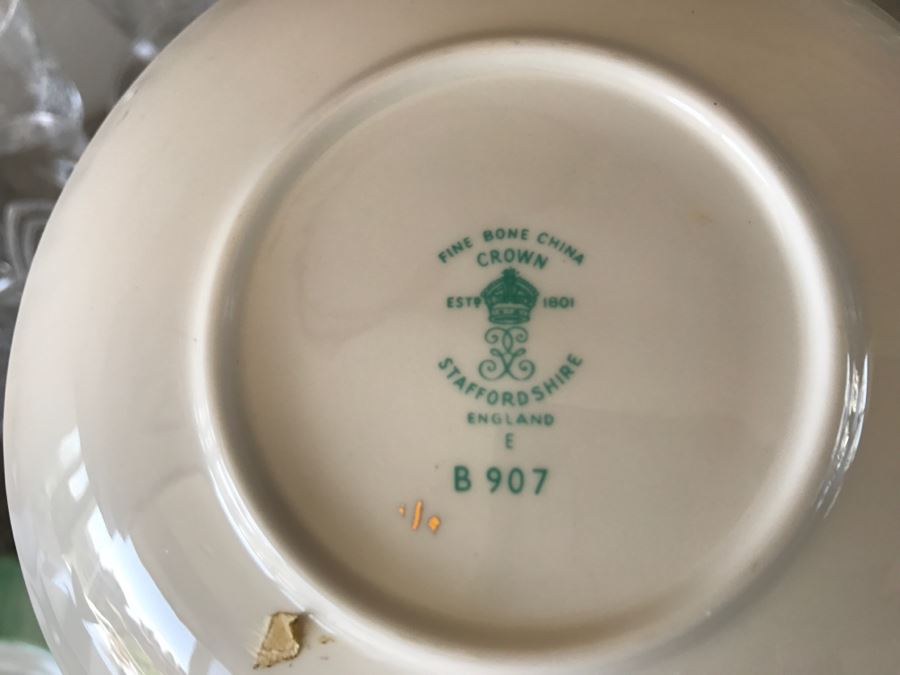 FINE BONE CHINA
CROWN
ESTD 1801
STAFFORDSHIRE
ENGLAND
E
B 907